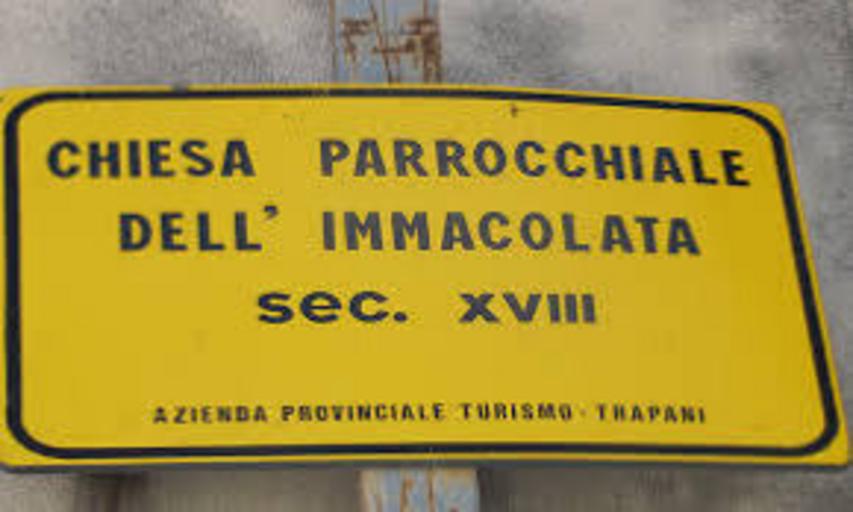 CHIESA PARROCCHIALE
DELL' IMMACOLATA
sec. XVIII
AZIENDA PROVINCIALE TURISMO - TRAPANI